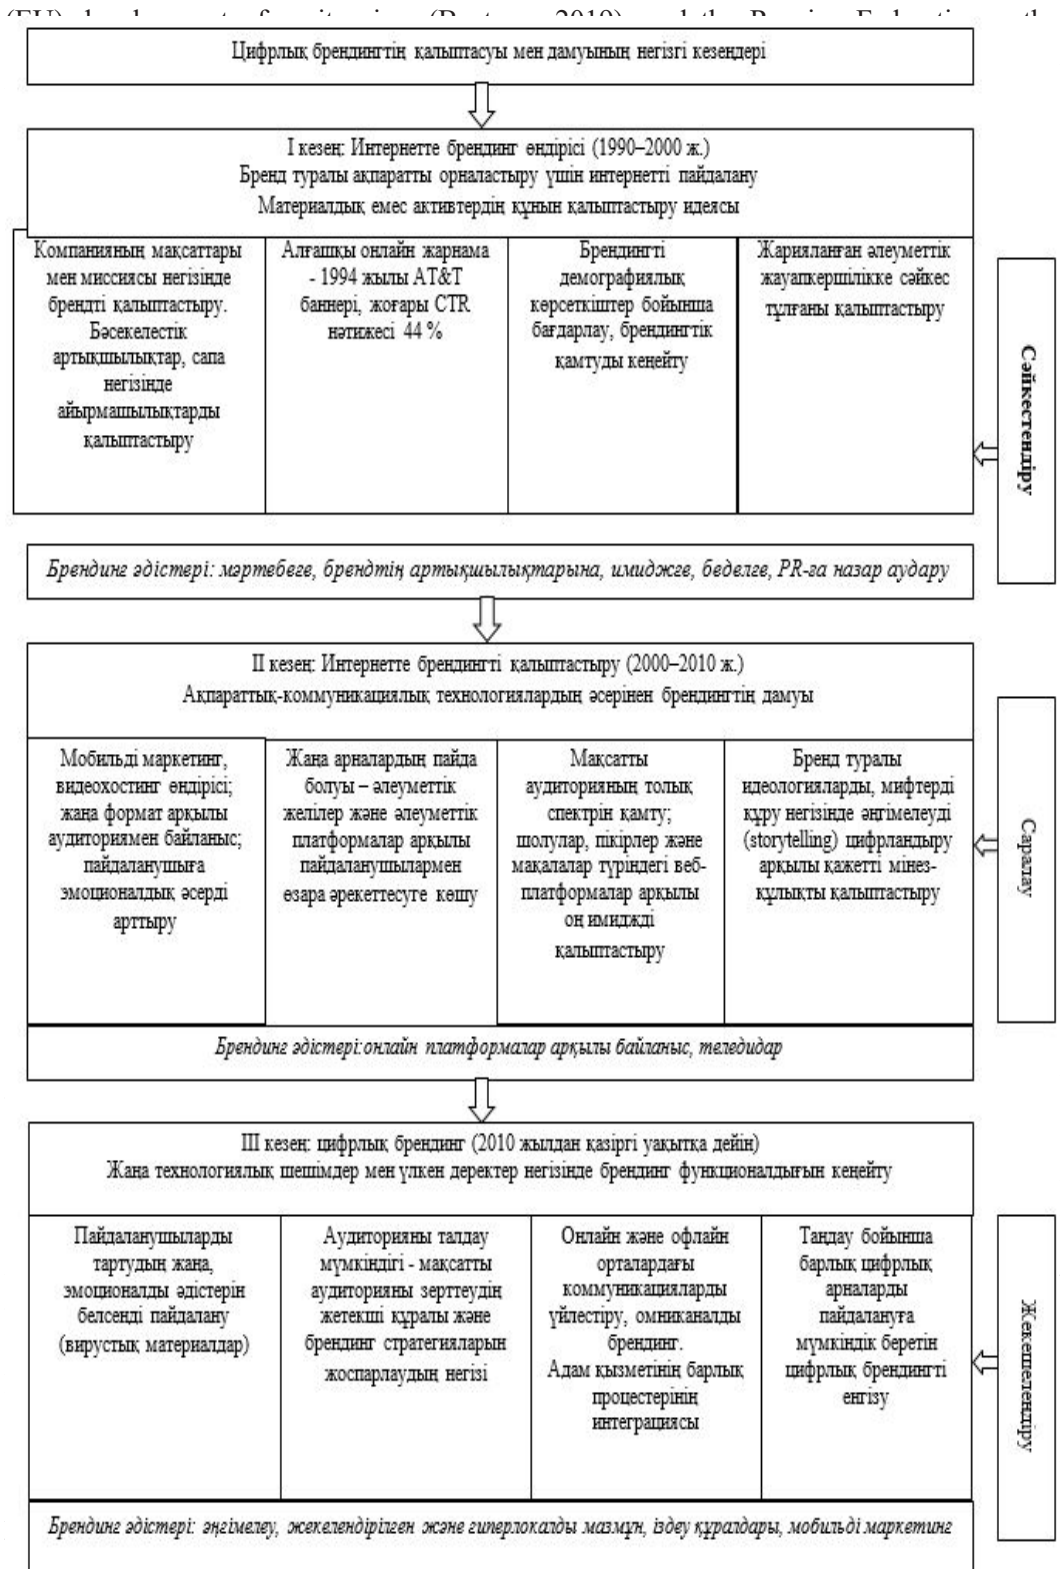 Цифрлық брендингтің қалыптасуы мен дамуының негізгі кезеңдері
I кезең: Интернетте брендинг өндірісі (1990–2000 ж.)
Бренд туралы ақпаратты орналастыру үшін интернетті пайдалану
Материалдық емес активтердің құнын қалыптастыру идеясы
Компанияның мақсаттары
мен миссиясы негізінде
брендті қалыптастыру.
Бәсекелестік
артықшылықтар, сапа
негізінде
айырмашылықтарды
қалыптастыру
Алғашқы онлайн жарнама
- 1994 жылы AT&T
баннері, жоғары CTR
нәтижесі 44 %
Брендингті
демографиялық
көрсеткіштер бойынша
бағдарлау, брендингтік
қамтуды кеңейту
Жарияланған әлеуметтік
жауапкершілікке сәйкес
тұлғаны қалыптастыру
Сәйкестендіру
Брендинг әдістері: мәртебеге, брендтің артықшылықтарына, имиджге, беделге, PR-ға назар аудару
II кезең: Интернетте брендингті қалыптастыру (2000–2010 ж.)
Ақпараттық-коммуникациялық технологиялардың әсерінен брендингтің дамуы
Мобильді маркетинг,
видеохостинг өндірісі;
жаңа формат арқылы
аудиториямен байланыс;
пайдаланушыға
эмоционалдық әсерді
арттыру
Жаңа арналардың пайда
болуы – әлеуметтік
желілер және әлеуметтік
платформалар арқылы
пайдаланушылармен
өзара әрекеттесуге көшу
Мақсатты
аудиторияның толық
спектрін қамту;
шолулар, пікірлер және
мақалалар түріндегі веб-
платформалар арқылы
оң имиджді
қалыптастыру
Бренд туралы
идеологияларды, мифтерді
құру негізінде әңгімелеуді
(storytelling) цифрландыру
арқылы қажетті мінез-
құлықты қалыптастыру
Саралау
Брендинг әдістері:онлайн платформалар арқылы байланыс, теледидар
III кезең: цифрлық брендинг (2010 жылдан қазіргі уақытқа дейін)
Жаңа технологиялық шешімдер мен үлкен деректер негізінде брендинг функционалдығын кеңейту
Пайдаланушыларды
тартудың жаңа,
эмоционалды әдістерін
белсенді пайдалану
(вирустық материалдар)
Аудиторияны талдау
мүмкіндігі - мақсатты
аудиторияны зерттеудің
жетекші құралы және
брендинг стратегияларын
жоспарлаудың негізі
Онлайн және офлайн
орталардағы
коммуникацияларды
үйлестіру, омниканалды
брендинг.
Адам қызметінің барлық
процестерінің
интеграциясы
Таңдау бойынша
барлық цифрлық
арналарды
пайдалануға
мүмкіндік беретін
цифрлық брендингті
енгізу
Жекешелендіру
Брендинг әдістері: әңгімелеу, жекелендірілген және гиперлокалды мазмұн, іздеу құралдары, мобильді маркетинг